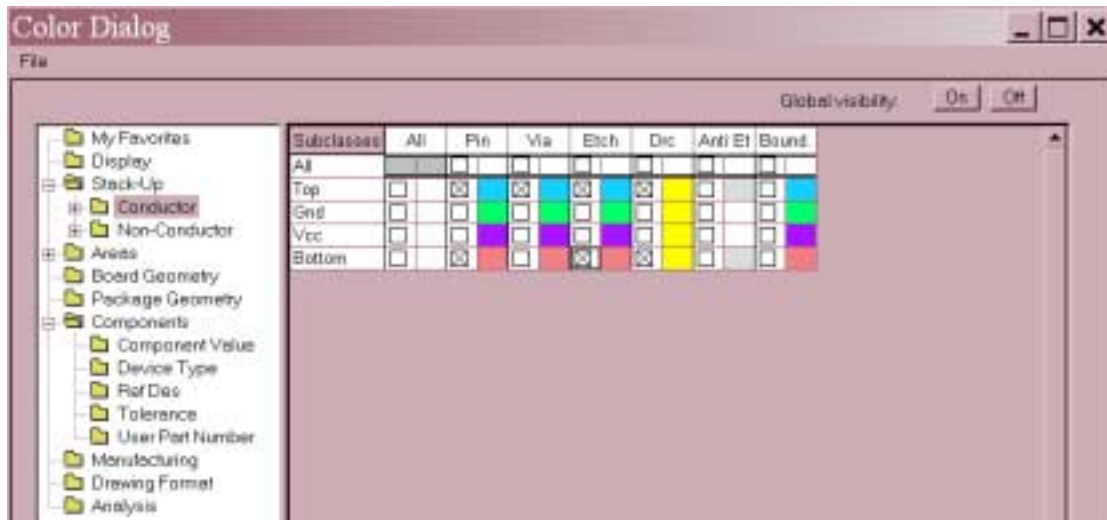 Color Dialog
File
Global visibility: On Off
My Favorites
Display
Stack-Up
Conductor
Non-Conductor
Areas
Board Geometry
Package Geometry
Components
Component Value
Device Type
Ref Des
Tolerance
User Part Number
Manufacturing
Drawing Format
Analysis
Subclasses All Pin Via Etch Drc Anti Et Bound.
All
Top
Gnd
Vcc
Bottom